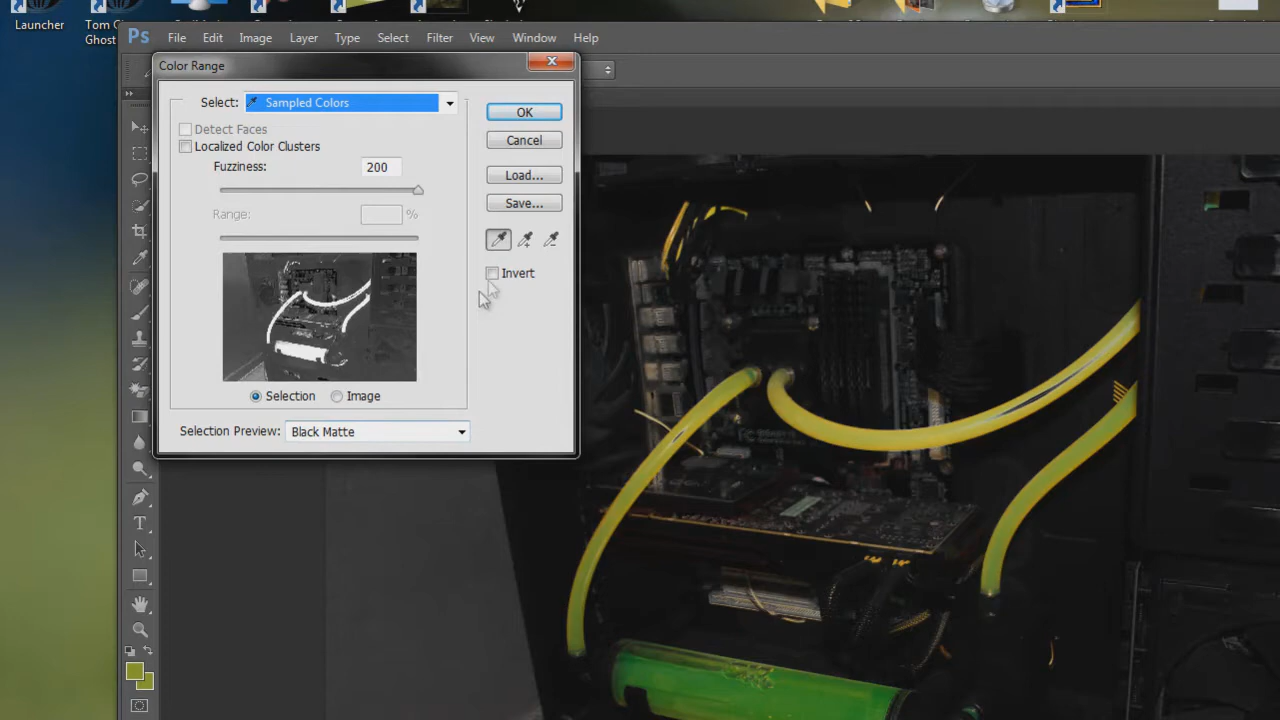 Launcher
Tom C
Ghost
Ps File Edit Image Layer Type Select Filter View Window Help
Color Range
Select: Sampled Colors
Detect Faces
Localized Color Clusters
Fuzziness: 200
Range: %
Selection Image
Selection Preview: Black Matte
OK
Cancel
Load...
Save...
Invert
T